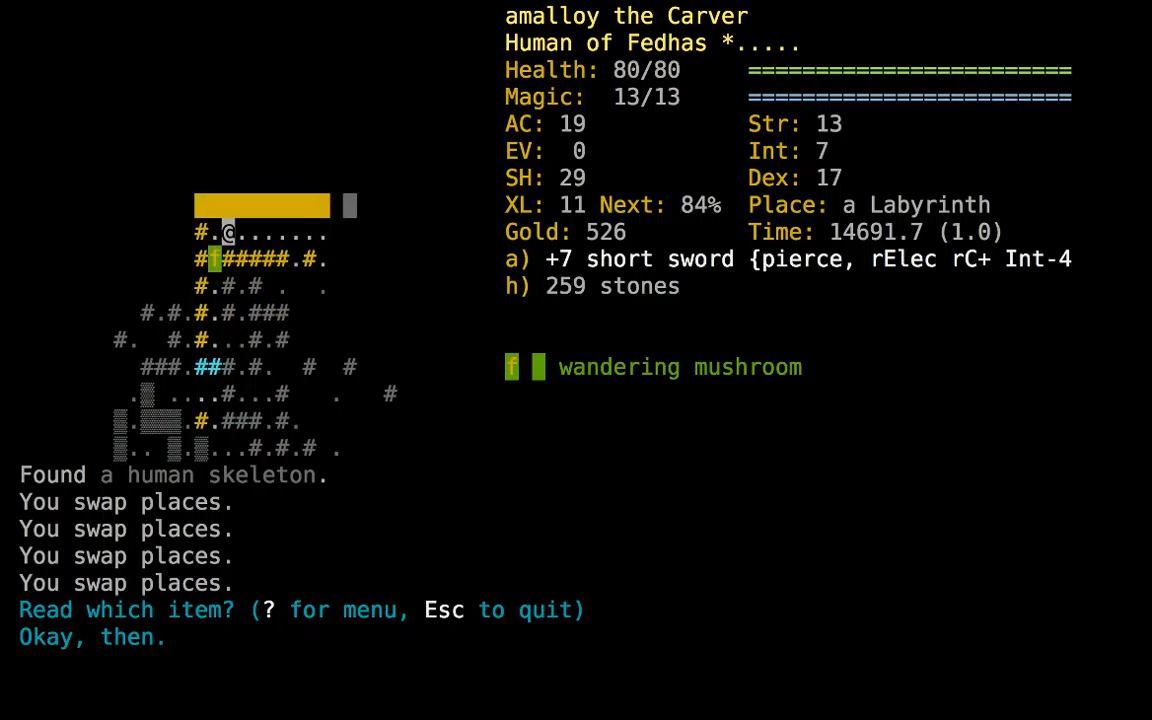 amalloy the Carver
Human of Fedhas *.....
Health: 80/80 ========================
Magic: 13/13 ========================
AC: 19 Str: 13
EV: 0 Int: 7
SH: 29 Dex: 17
XL: 11 Next: 84% Place: a Labyrinth
Gold: 526 Time: 14691.7 (1.0)
a) +7 short sword {pierce, rElec rC+ Int-4
h) 259 stones
f wandering mushroom
#.@.......
#f#####.#.
#.#.# . .
#.#.#.#.###
#. #.#...#.#
###.###.#. # #
. ....#...# . #
. .#.###.#.
.. . ...#.#.# .
Found a human skeleton.
You swap places.
You swap places.
You swap places.
You swap places.
Read which item? (? for menu, Esc to quit)
Okay, then.